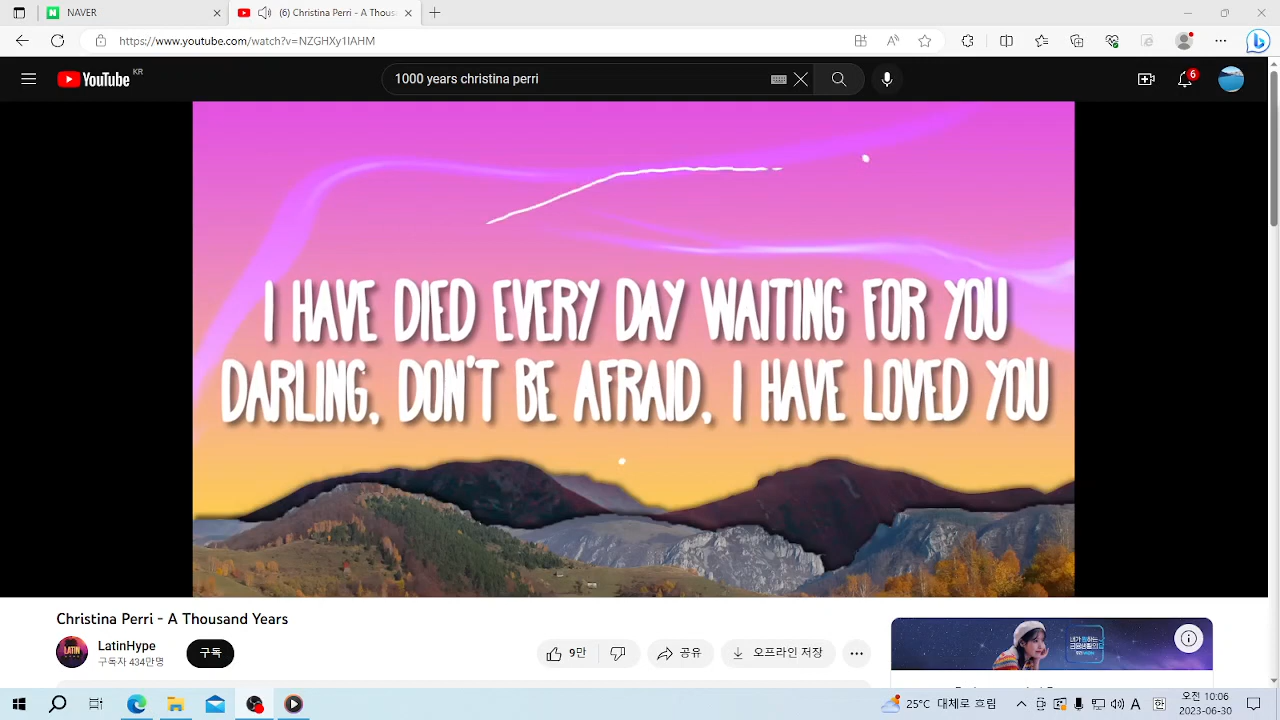 NAVER
(6) Christina Perri - A Thous
https://www.youtube.com/watch?v=NZGHXy1lAHM
YouTube KR
1000 years christina perri
6
I HAVE DIED EVERY DAY WAITING FOR YOU
DARLING, DON'T BE AFRAID, I HAVE LOVED YOU
Christina Perri - A Thousand Years
LATIN
LatinHype
구독자 434만명
구독
9만
공유
오프라인 저장
25°C 대체로 흐림
A
한
오전 10:06
2023-06-30